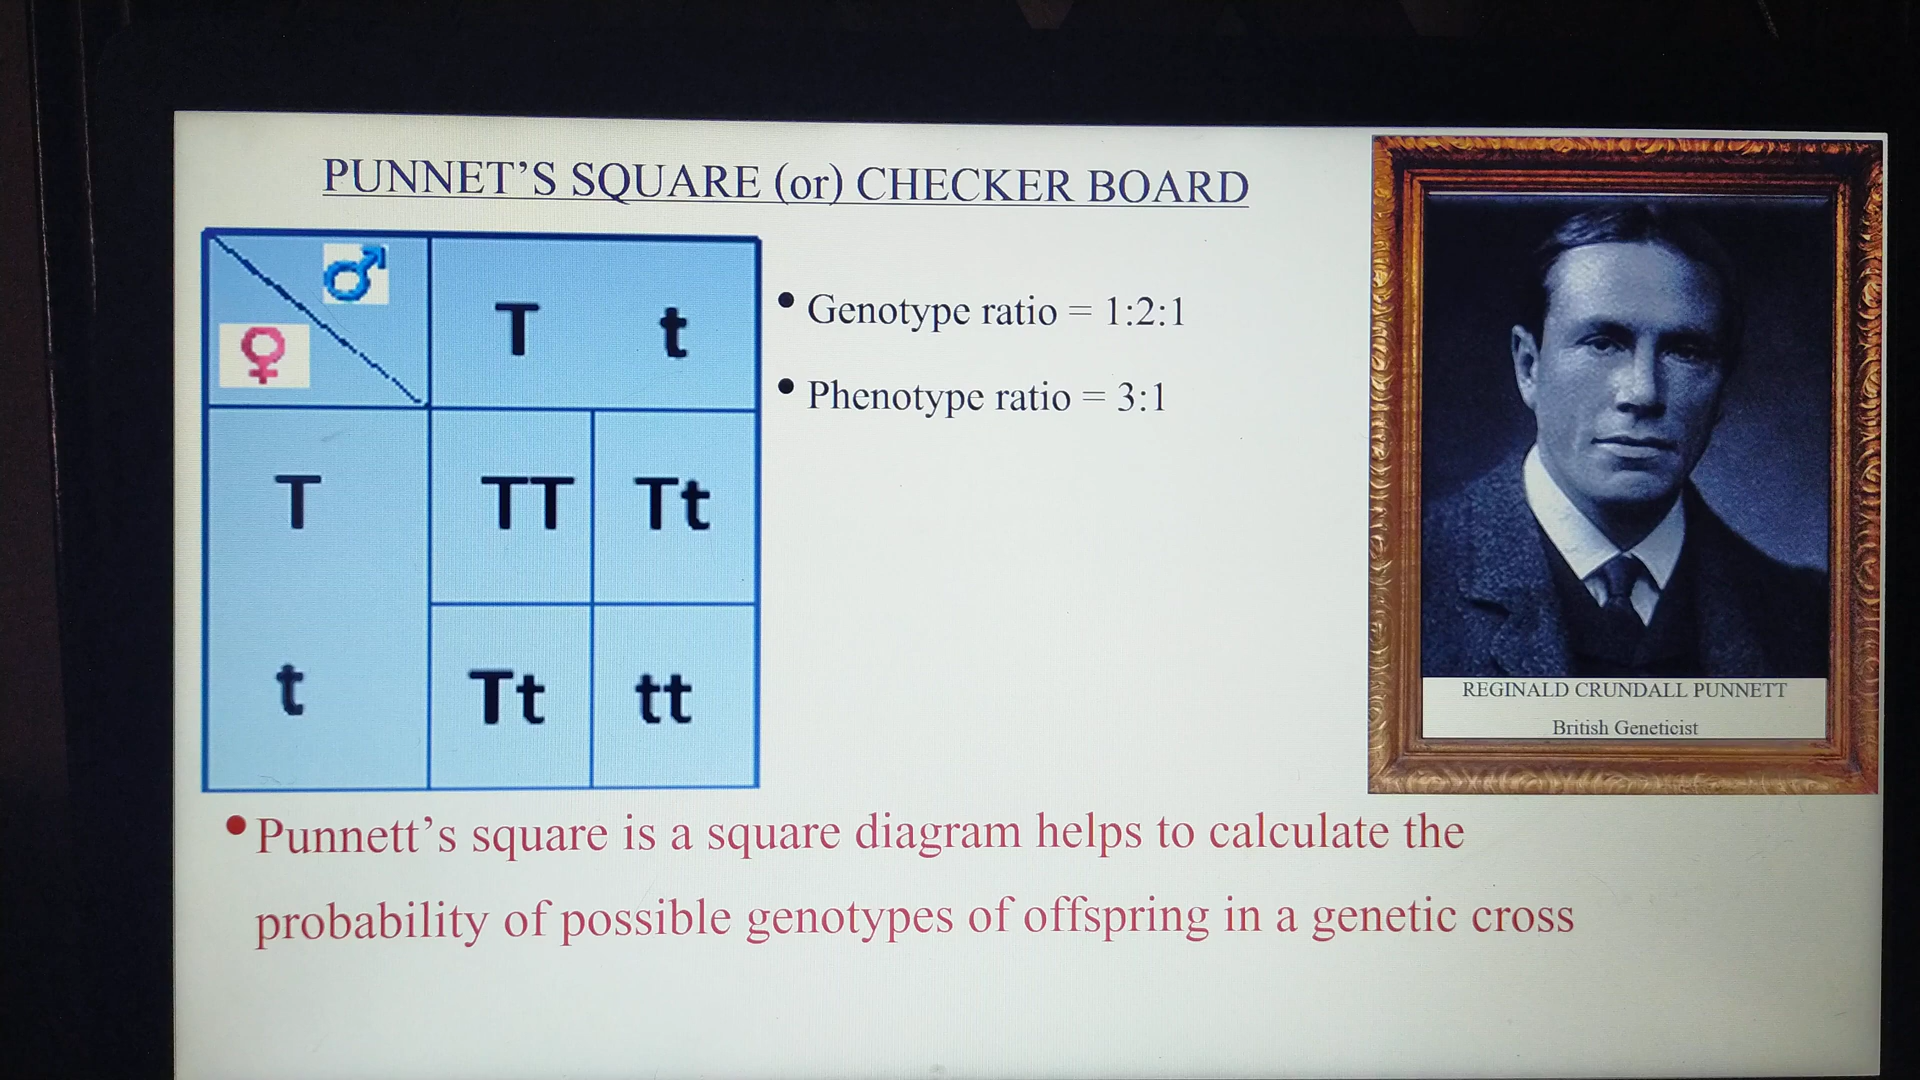 PUNNET’S SQUARE (or) CHECKER BOARD
♂
♀
T t
T TT Tt
t Tt tt
• Genotype ratio = 1:2:1
• Phenotype ratio = 3:1
REGINALD CRUNDALL PUNNETT
British Geneticist
• Punnett’s square is a square diagram helps to calculate the
probability of possible genotypes of offspring in a genetic cross